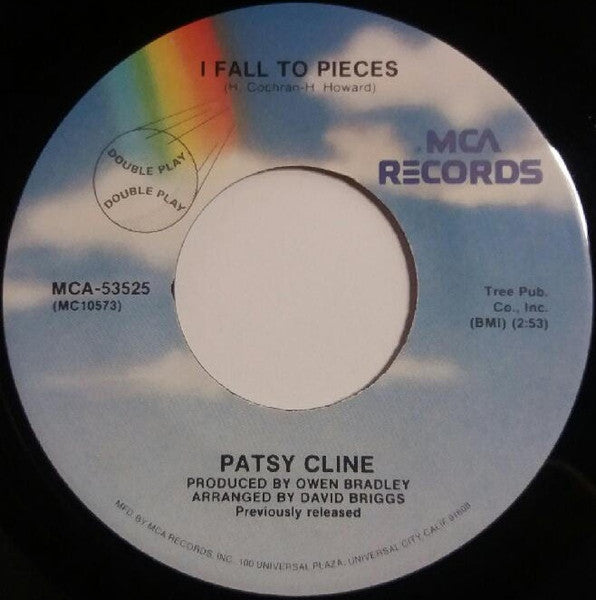 I FALL TO PIECES
(H. Cochran-H. Howard)
DOUBLE PLAY
DOUBLE PLAY
MCA
RECORDS
MCA-53525
(MC10573)
Tree Pub.
Co., Inc.
(BMI) (2:53)
PATSY CLINE
PRODUCED BY OWEN BRADLEY
ARRANGED BY DAVID BRIGGS
Previously released
MFD. BY MCA RECORDS, INC., 100 UNIVERSAL PLAZA, UNIVERSAL CITY, CALIF. 91608